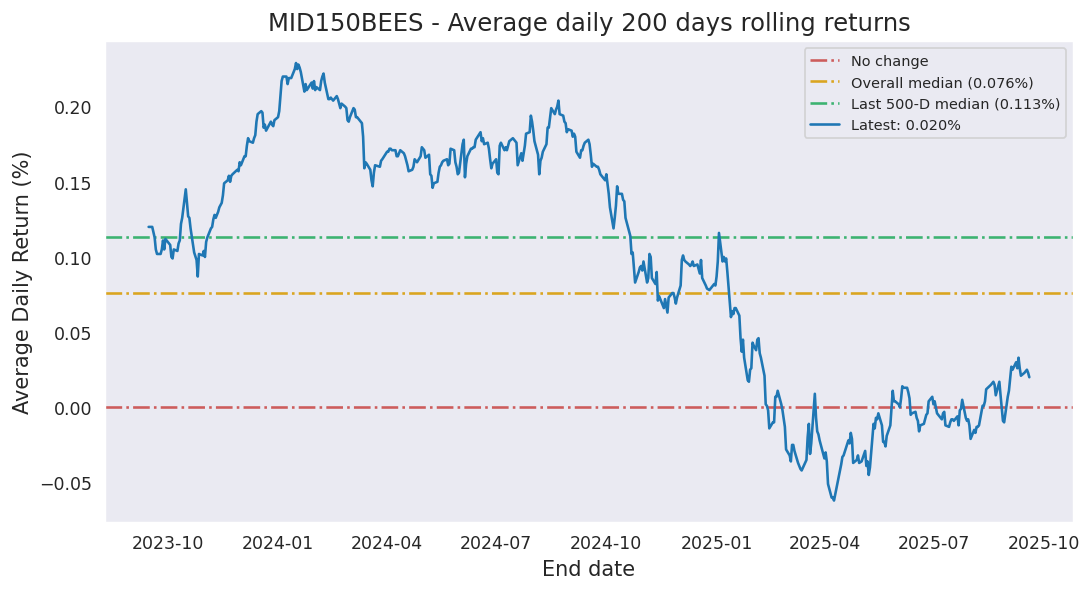 MID150BEES - Average daily 200 days rolling returns
No change
Overall median (0.076%)
Last 500-D median (0.113%)
Latest: 0.020%
Average Daily Return (%)
0.20
0.15
0.10
0.05
0.00
−0.05
2023-10 2024-01 2024-04 2024-07 2024-10 2025-01 2025-04 2025-07 2025-10
End date